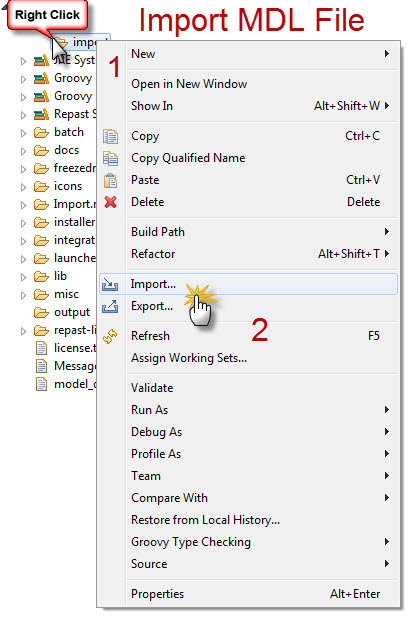 Import MDL File
Right Click
impor
1
JRE Syste
Groovy
Groovy
Repast S
batch
docs
freezedr
icons
Import.r
installer
integrat
launche
lib
misc
output
repast-li
license.t
Message
model_d
New
Open in New Window
Show In Alt+Shift+W
Copy Ctrl+C
Copy Qualified Name
Paste Ctrl+V
Delete Delete
Build Path
Refactor Alt+Shift+T
Import...
Export...
2
Refresh F5
Assign Working Sets...
Validate
Run As
Debug As
Profile As
Team
Compare With
Restore from Local History...
Groovy Type Checking
Source
Properties Alt+Enter